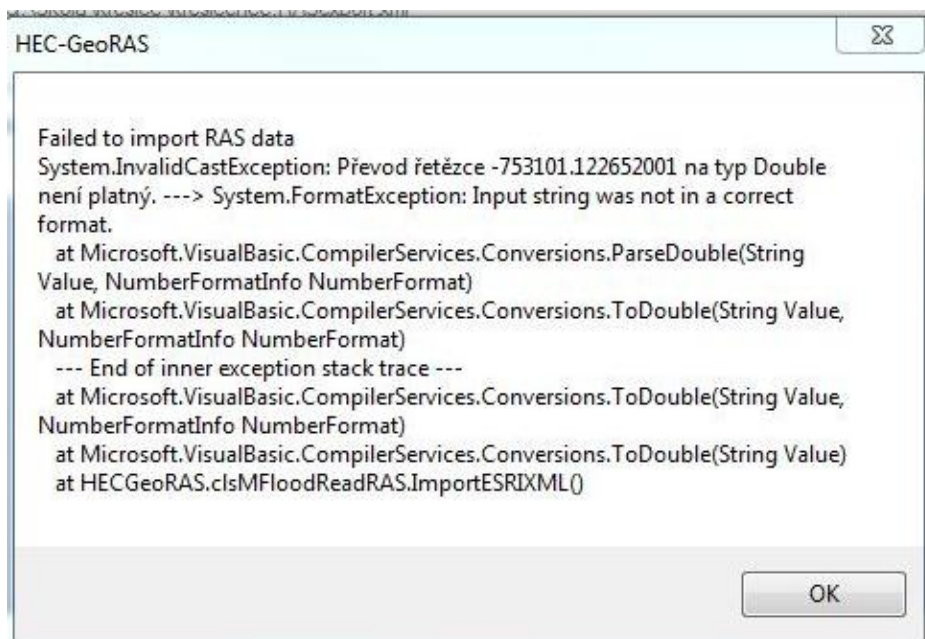 HEC-GeoRAS
Failed to import RAS data
System.InvalidCastException: Převod řetězce -753101.122652001 na typ Double
není platný. ---> System.FormatException: Input string was not in a correct
format.
at Microsoft.VisualBasic.CompilerServices.Conversions.ParseDouble(String
Value, NumberFormatInfo NumberFormat)
at Microsoft.VisualBasic.CompilerServices.Conversions.ToDouble(String Value,
NumberFormatInfo NumberFormat)
--- End of inner exception stack trace ---
at Microsoft.VisualBasic.CompilerServices.Conversions.ToDouble(String Value,
NumberFormatInfo NumberFormat)
at Microsoft.VisualBasic.CompilerServices.Conversions.ToDouble(String Value)
at HECGeoRAS.clsMFloodReadRAS.ImportESRIXML()
OK